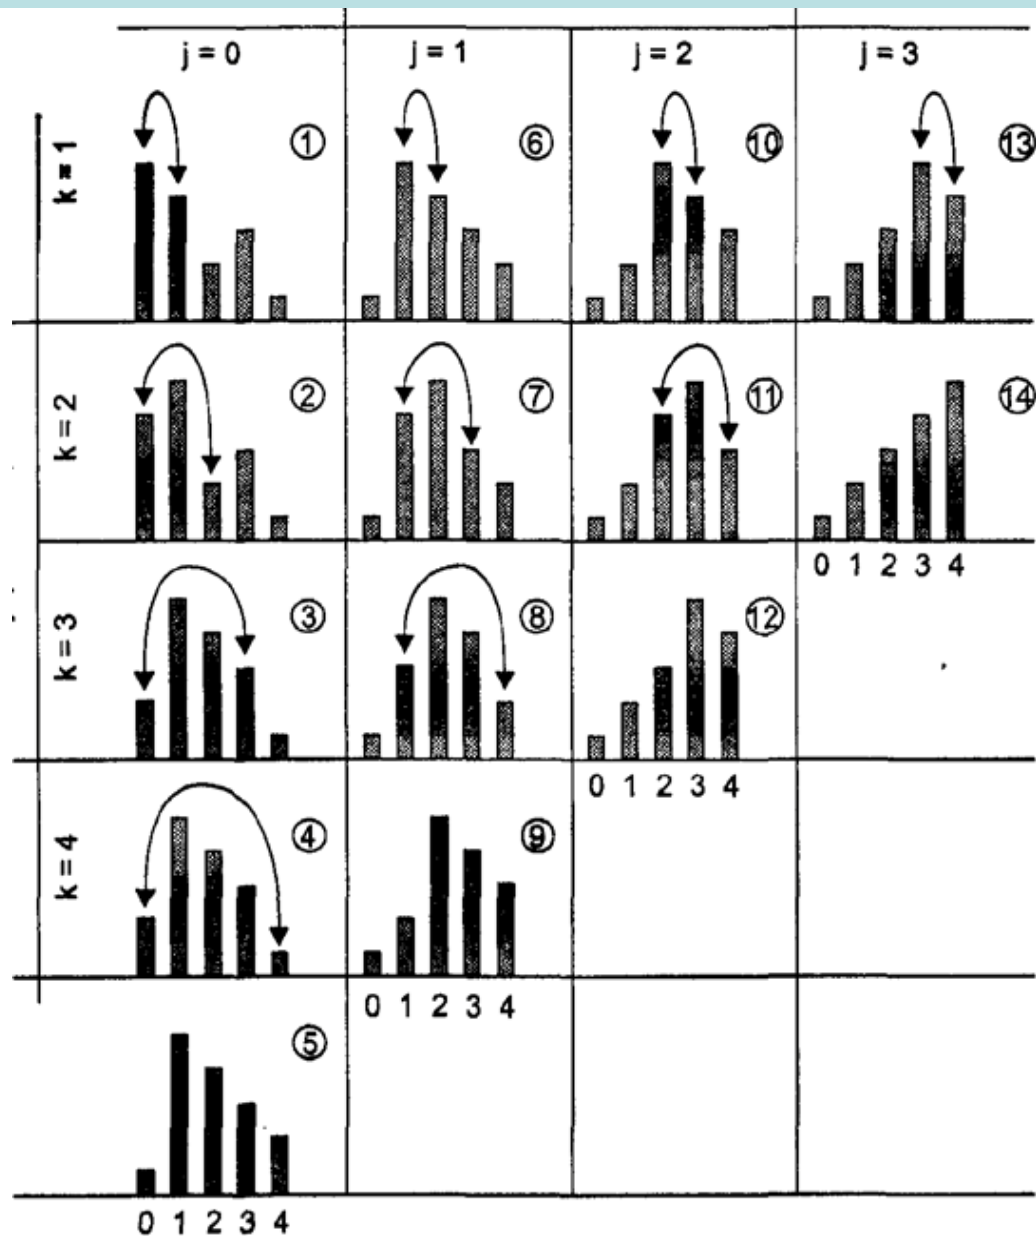 j = 0 j = 1 j = 2 j = 3
k = 1 ① ⑥ ⑩ ⑬
k = 2 ② ⑦ ⑪ ⑭
0 1 2 3 4
k = 3 ③ ⑧ ⑫
0 1 2 3 4
k = 4 ④ ⑨
0 1 2 3 4
⑤
0 1 2 3 4